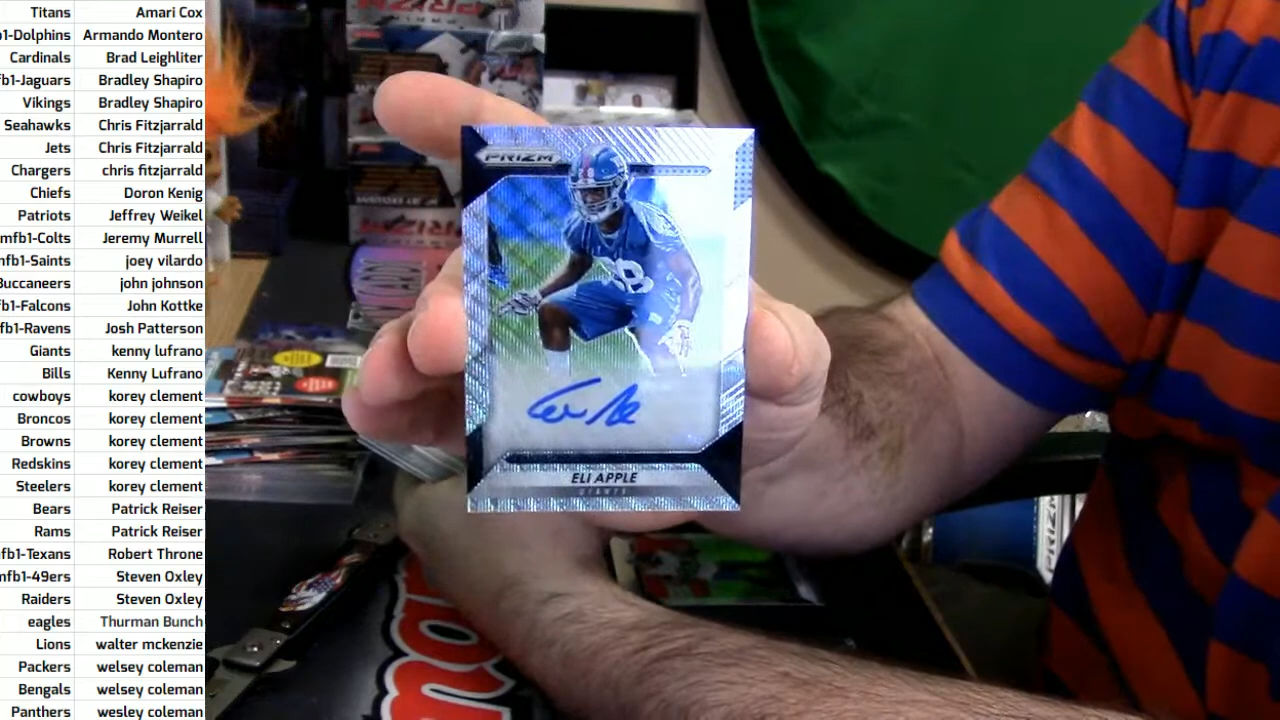 Titans Amari Cox
b1-Dolphins Armando Montero
Cardinals Brad Leighliter
fb1-Jaguars Bradley Shapiro
Vikings Bradley Shapiro
Seahawks Chris Fitzjarrald
Jets Chris Fitzjarrald
Chargers chris fitzjarrald
Chiefs Doron Kenig
Patriots Jeffrey Weikel
mfb1-Colts Jeremy Murrell
nfb1-Saints joey vilardo
Buccaneers john johnson
fb1-Falcons John Kottke
fb1-Ravens Josh Patterson
Giants kenny lufrano
Bills Kenny Lufrano
cowboys korey clement
Broncos korey clement
Browns korey clement
Redskins korey clement
Steelers korey clement
Bears Patrick Reiser
Rams Patrick Reiser
nfb1-Texans Robert Throne
mfb1-49ers Steven Oxley
Raiders Steven Oxley
eagles Thurman Bunch
Lions walter mckenzie
Packers welsey coleman
Bengals welsey coleman
Panthers wesley coleman
PRIZM
PRIZM
PRIZM
ELI APPLE
GIANTS
PRIZM